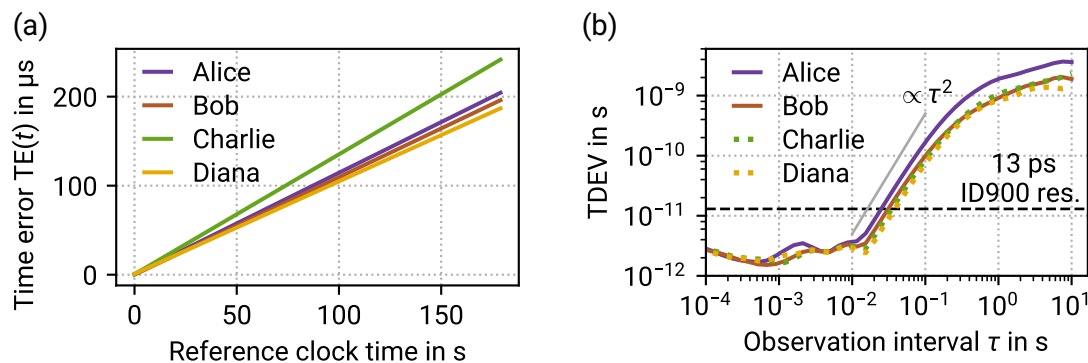 (a)
Time error TE(t) in µs
200
100
0
Alice
Bob
Charlie
Diana
0 50 100 150
Reference clock time in s
(b)
TDEV in s
10⁻⁹
10⁻¹⁰
10⁻¹¹
10⁻¹²
Alice
Bob
Charlie
Diana
∝ τ²
13 ps
ID900 res.
10⁻⁴ 10⁻³ 10⁻² 10⁻¹ 10⁰ 10¹
Observation interval τ in s